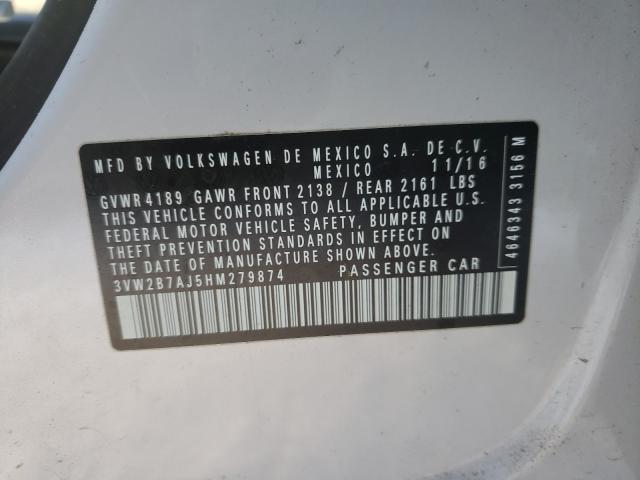 MFD BY VOLKSWAGEN DE MEXICO S.A. DE C.V.
MEXICO 11/16
GVWR 4189 GAWR FRONT 2138 / REAR 2161 LBS
THIS VEHICLE CONFORMS TO ALL APPLICABLE U.S.
FEDERAL MOTOR VEHICLE SAFETY, BUMPER AND
THEFT PREVENTION STANDARDS IN EFFECT ON
THE DATE OF MANUFACTURE SHOWN ABOVE.
3VW2B7AJ5HM279874 PASSENGER CAR
4646343 3156 M